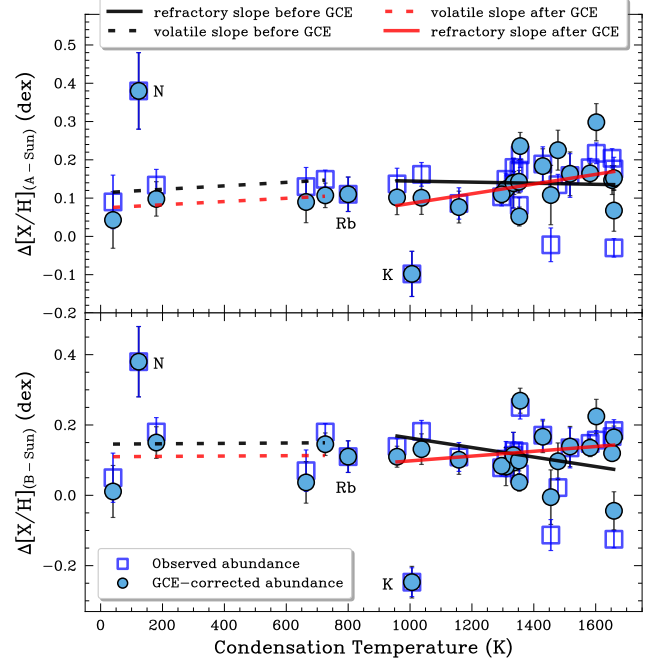 refractory slope before GCE
volatile slope before GCE
volatile slope after GCE
refractory slope after GCE
Δ[X/H](A − Sun) (dex)
0.5
0.4
0.3
0.2
0.1
0.0
−0.1
−0.2
N
Rb
K
Δ[X/H](B − Sun) (dex)
0.4
0.2
0.0
−0.2
N
Rb
K
Observed abundance
GCE−corrected abundance
0 200 400 600 800 1000 1200 1400 1600
Condensation Temperature (K)